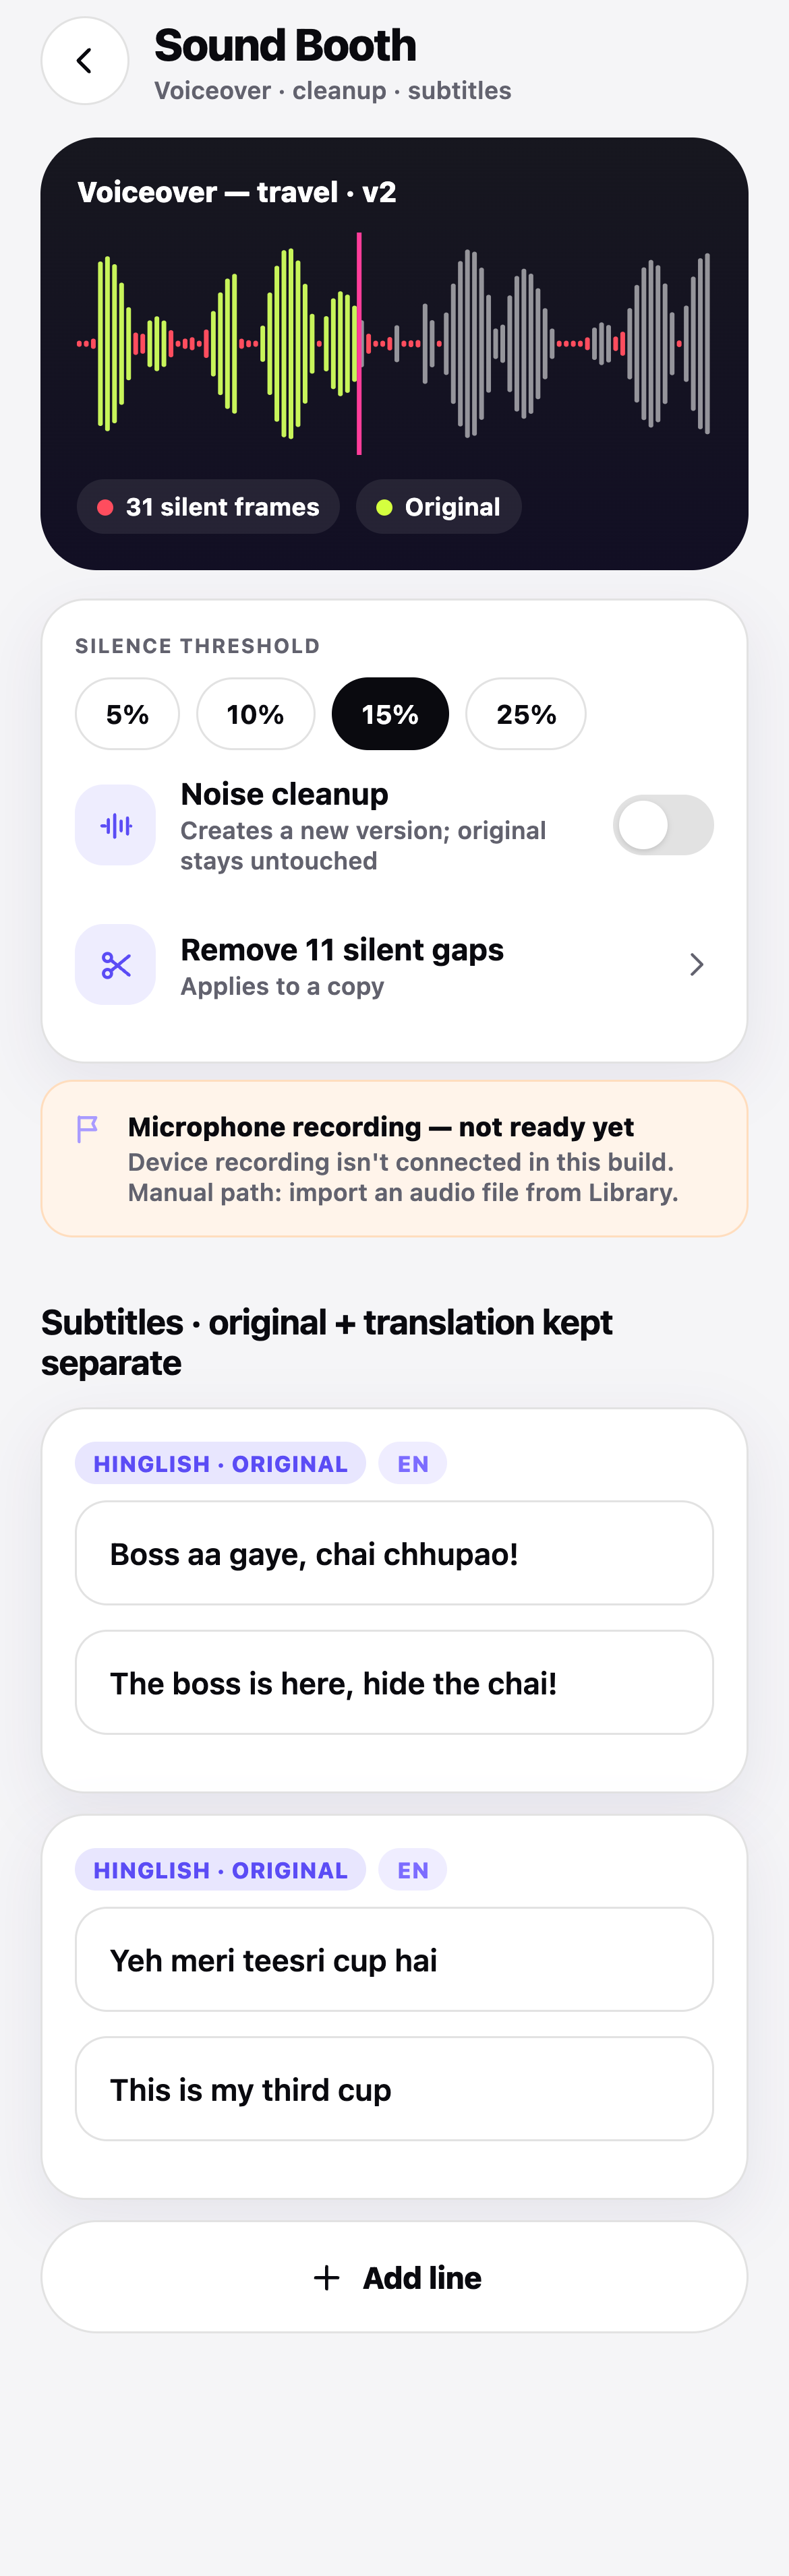 Sound Booth
Voiceover · cleanup · subtitles
Voiceover — travel · v2
31 silent frames
Original
SILENCE THRESHOLD
5%
10%
15%
25%
Noise cleanup
Creates a new version; original
stays untouched
Remove 11 silent gaps
Applies to a copy
Microphone recording — not ready yet
Device recording isn't connected in this build.
Manual path: import an audio file from Library.
Subtitles · original + translation kept
separate
HINGLISH · ORIGINAL
EN
Boss aa gaye, chai chhupao!
The boss is here, hide the chai!
HINGLISH · ORIGINAL
EN
Yeh meri teesri cup hai
This is my third cup
Add line